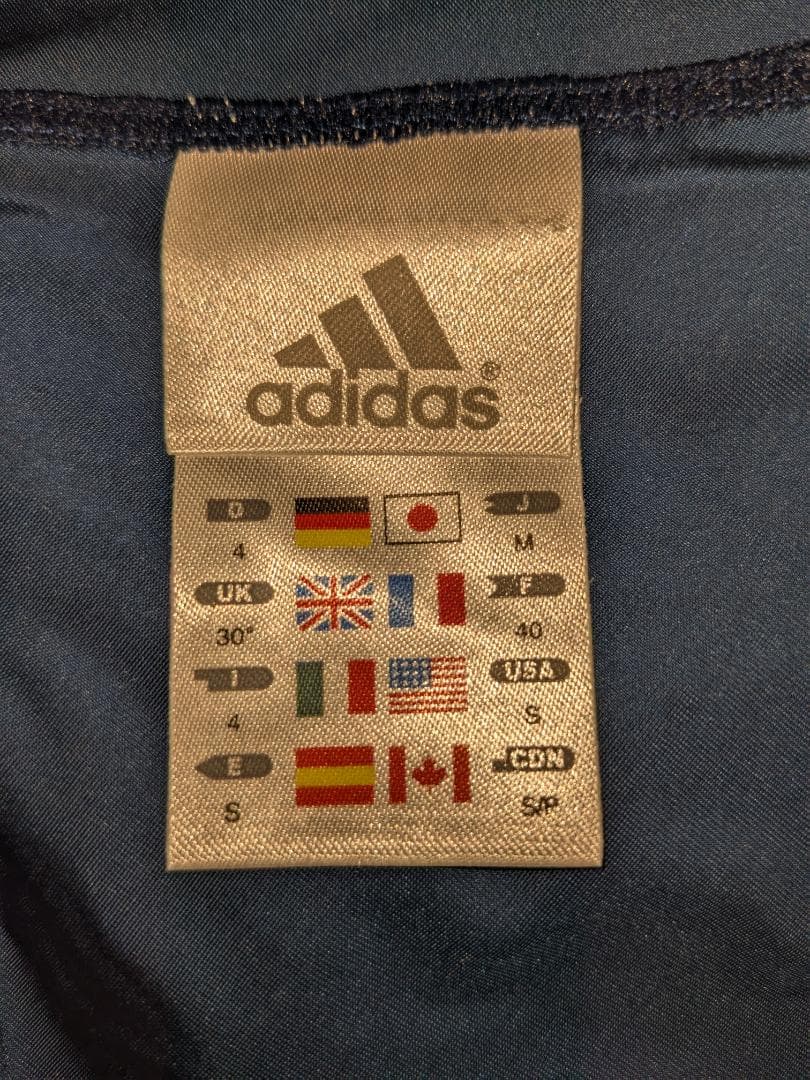 adidas®
D J
4 M
UK F
30" 40
I USA
4 S
E CDN
S S/P